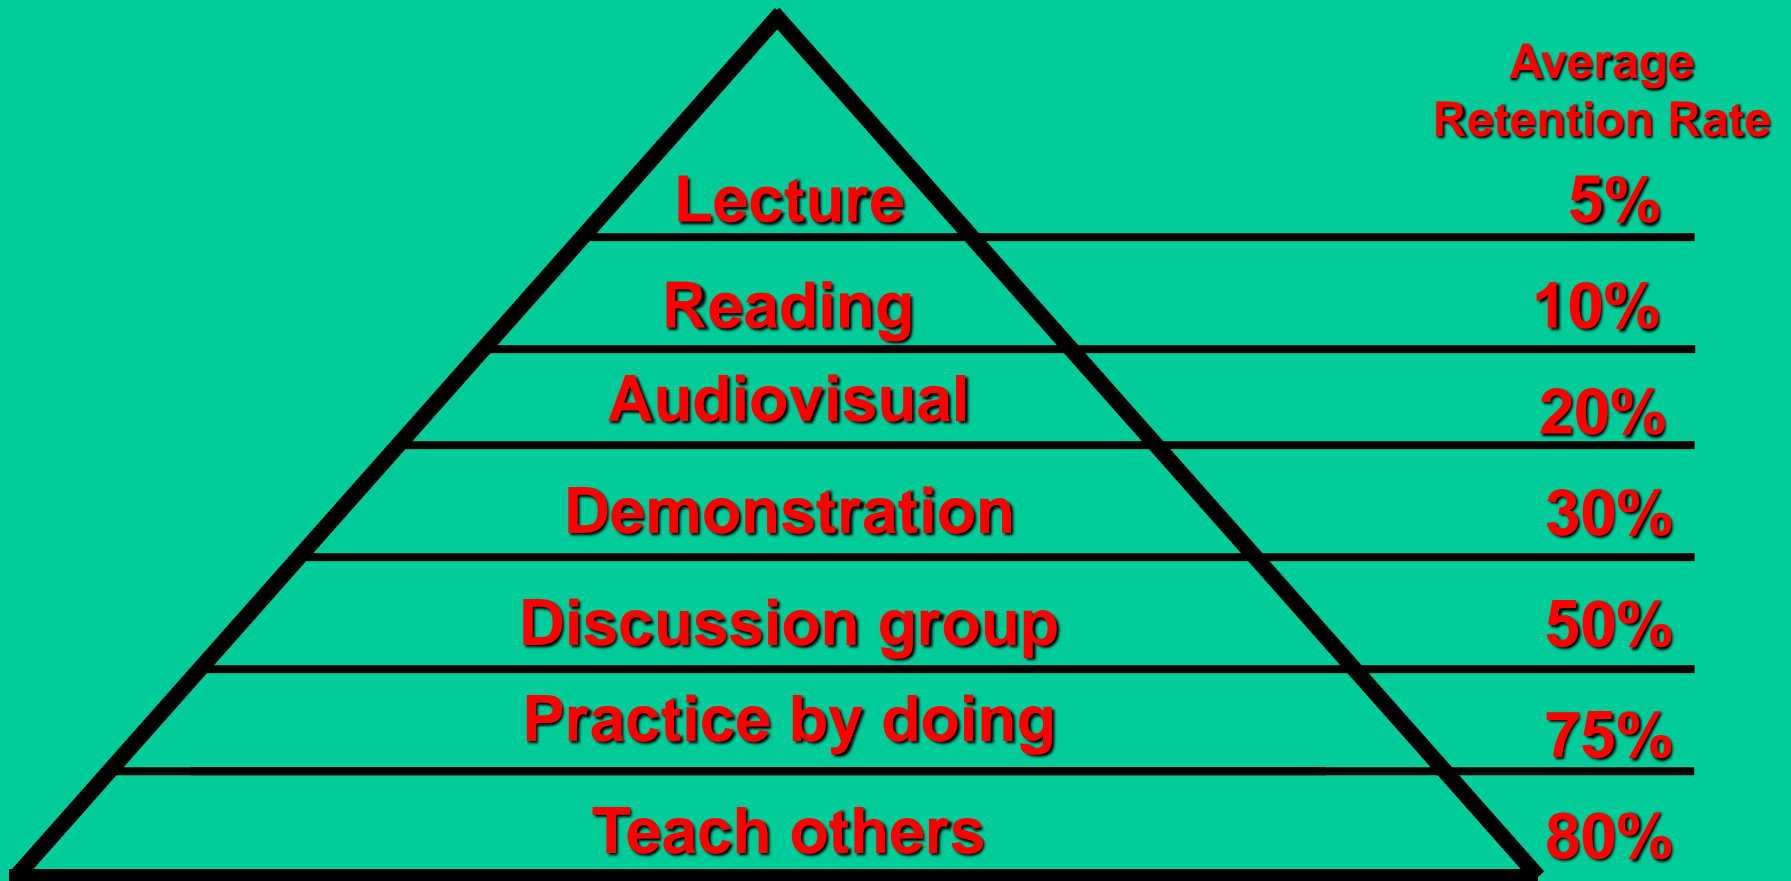 Average
Retention Rate
Lecture 5%
Reading 10%
Audiovisual 20%
Demonstration 30%
Discussion group 50%
Practice by doing 75%
Teach others 80%